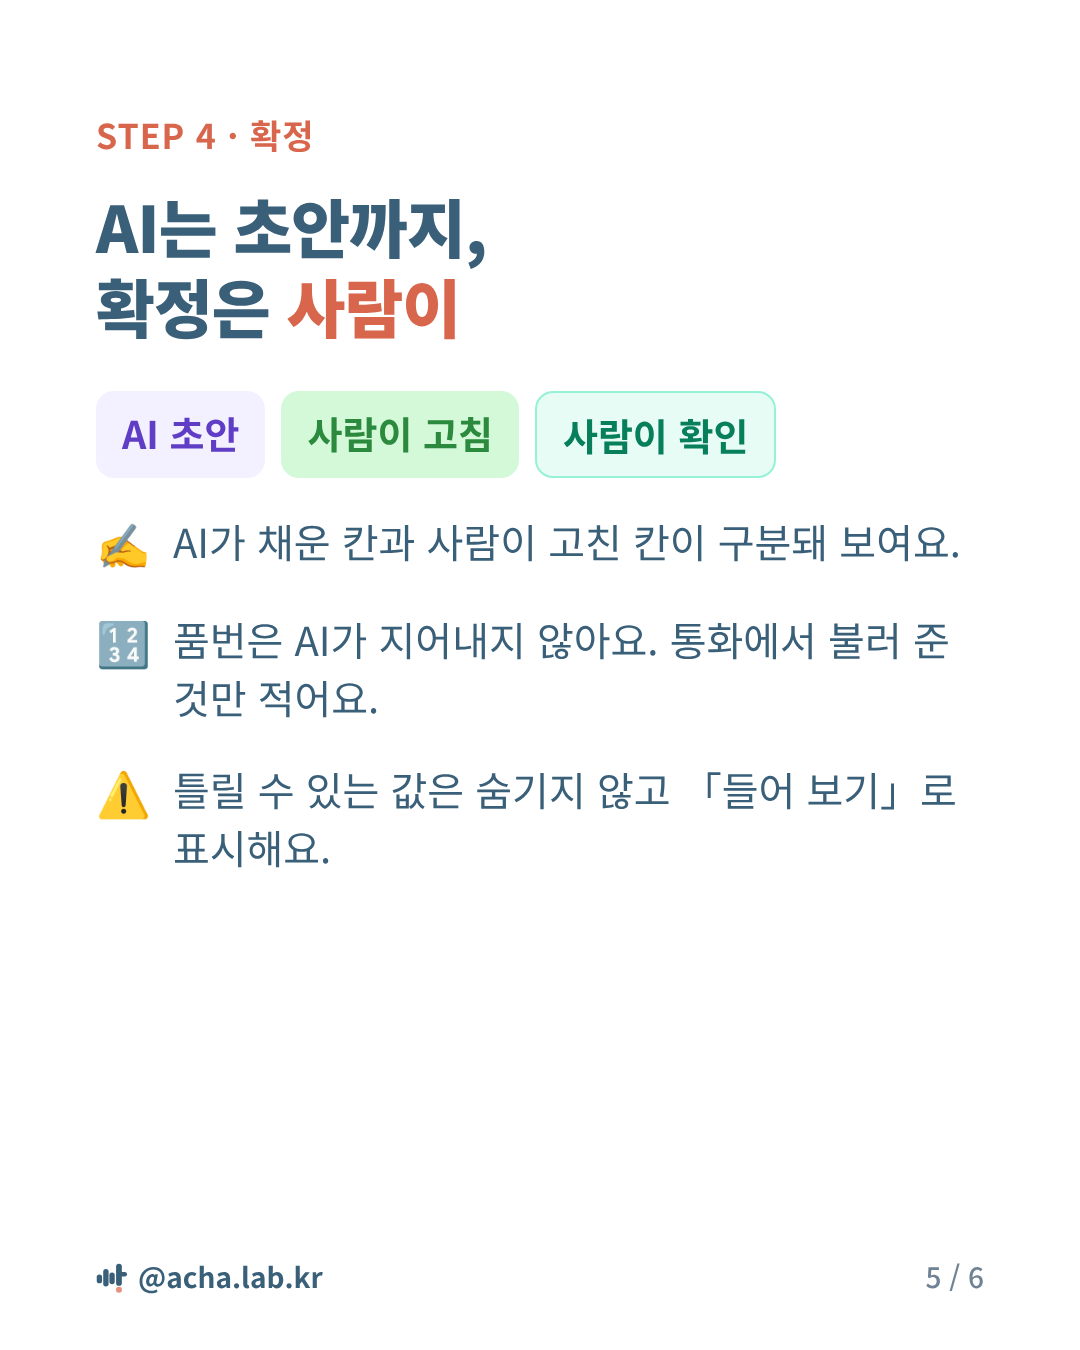 STEP 4 · 확정
AI는 초안까지,
확정은 사람이
AI 초안 사람이 고침 사람이 확인
✍️ AI가 채운 칸과 사람이 고친 칸이 구분돼 보여요.
🔢 품번은 AI가 지어내지 않아요. 통화에서 불러 준
것만 적어요.
⚠️ 틀릴 수 있는 값은 숨기지 않고 「들어 보기」로
표시해요.
@acha.lab.kr 5 / 6